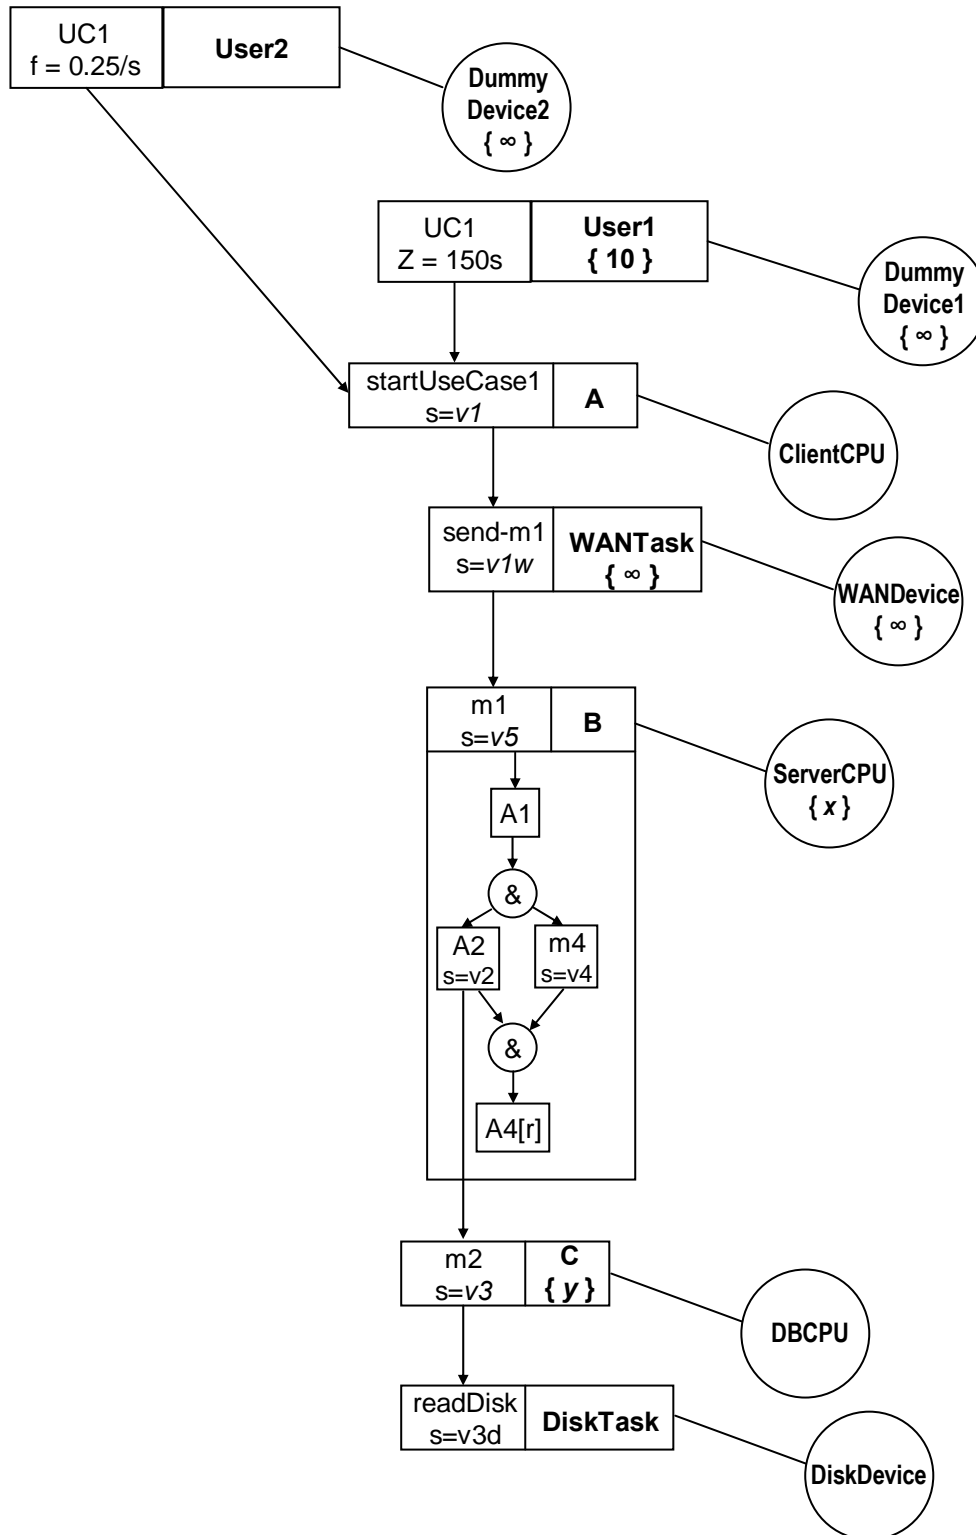 UC1
f = 0.25/s
User2
Dummy
Device2
{ ∞ }
UC1
Z = 150s
User1
{ 10 }
Dummy
Device1
{ ∞ }
startUseCase1
s=v1
A
ClientCPU
send-m1
s=v1w
WANTask
{ ∞ }
WANDevice
{ ∞ }
m1
s=v5
B
ServerCPU
{ x }
A1
&
A2
s=v2
m4
s=v4
&
A4[r]
m2
s=v3
C
{ y }
DBCPU
readDisk
s=v3d
DiskTask
DiskDevice